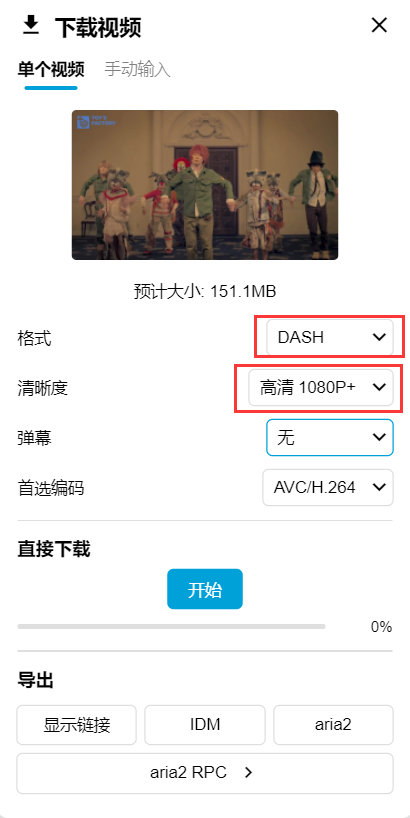 下载视频
单个视频 手动输入
TOY'S
FACTORY
预计大小: 151.1MB
格式 DASH
清晰度 高清 1080P+
弹幕 无
首选编码 AVC/H.264
直接下载
开始
0%
导出
显示链接 IDM aria2
aria2 RPC